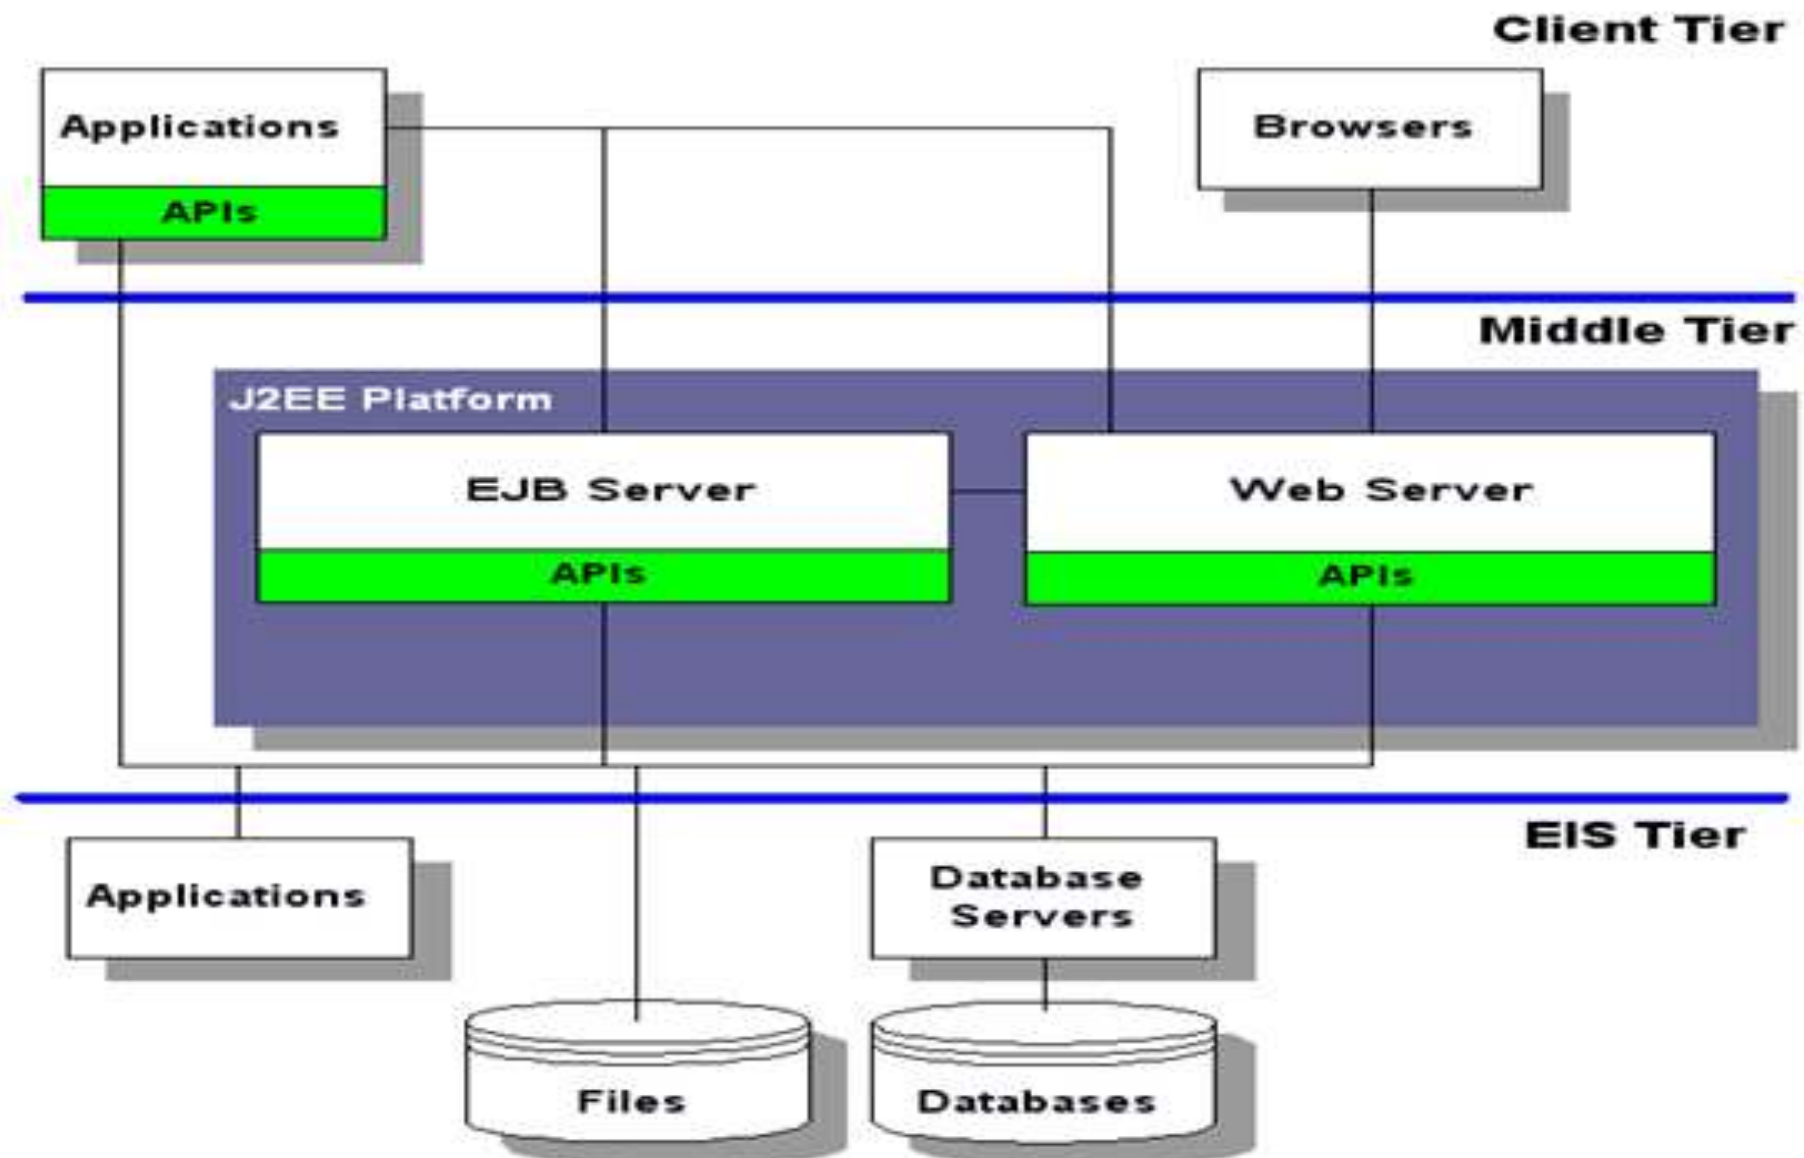 Client Tier
Applications
Browsers
APIs
Middle Tier
J2EE Platform
EJB Server
Web Server
APIs
APIs
EIS Tier
Applications
Database
Servers
Files
Databases